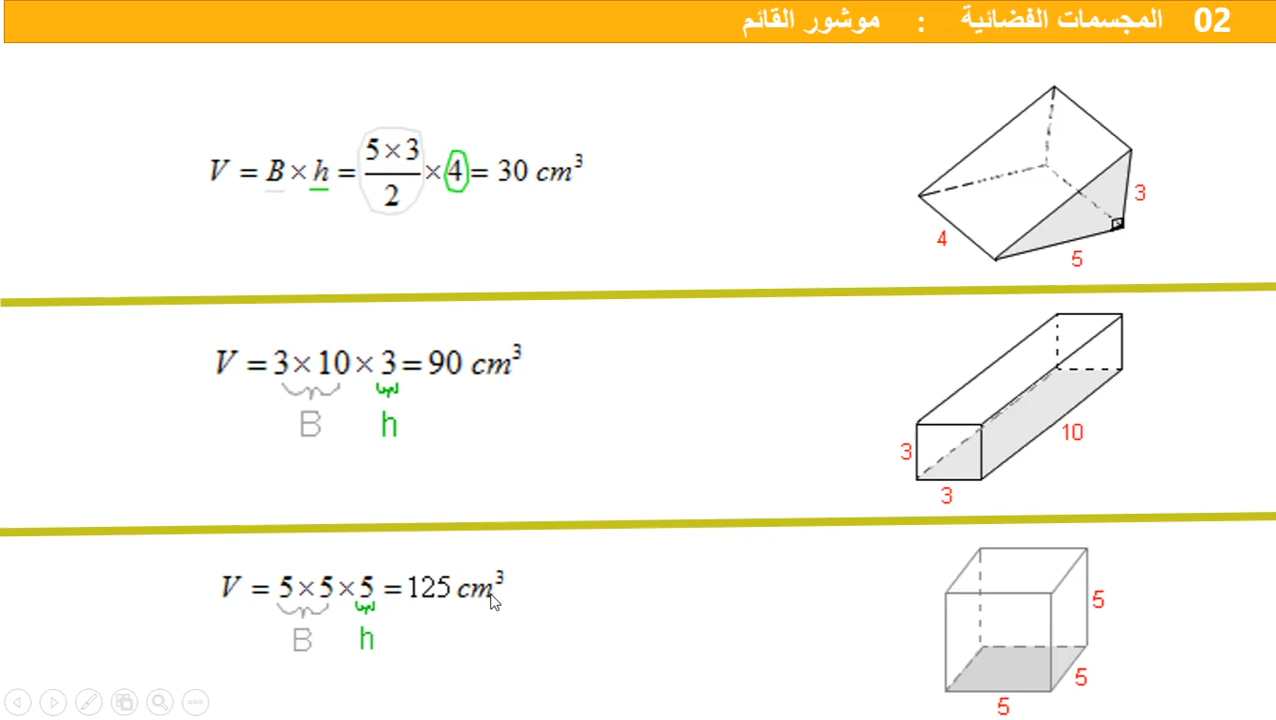 02 المجسمات الفضائية : موشور القائم
V = B × h = (5×3)/2 × 4 = 30 cm³
3
4
5
V = 3×10×3 = 90 cm³
B h
3
10
3
V = 5×5×5 = 125 cm³
B h
5
5
5